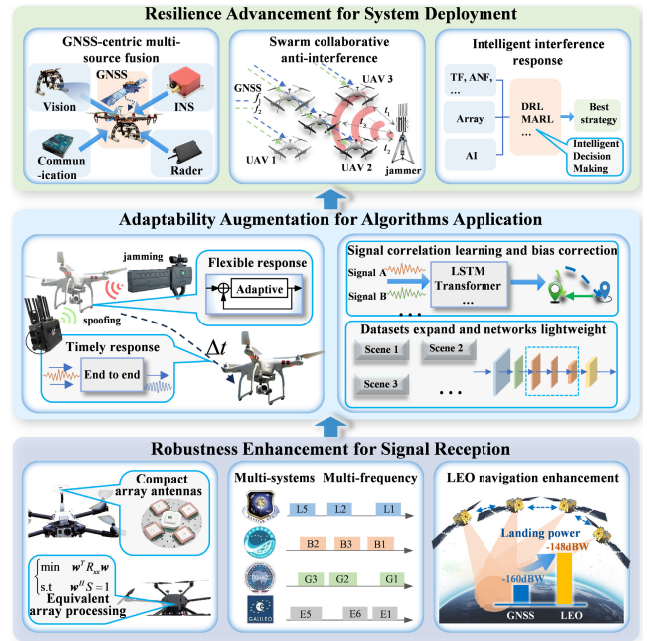 Resilience Advancement for System Deployment
GNSS-centric multi-
source fusion
GNSS
Vision
INS
Commun-
ication
Rader
Swarm collaborative
anti-interference
UAV 3
GNSS
f1
f2
t1
t3
t2
UAV 1
UAV 2
jammer
Intelligent interference
response
TF, ANF,
...
Array
AI
DRL
MARL
...
Best
strategy
Intelligent
Decision
Making
Adaptability Augmentation for Algorithms Application
jamming
spoofing
Flexible response
Adaptive
Timely response
End to end
Δt
Signal correlation learning and bias correction
Signal A
Signal B
...
LSTM
Transformer
...
Datasets expand and networks lightweight
Scene 1
Scene 2
Scene 3
...
Robustness Enhancement for Signal Reception
Compact
array antennas
min w^T R_xx w
s.t w^H S = 1
Equivalent
array processing
Multi-systems
Multi-frequency
L5 L2 L1
B2 B3 B1
G3 G2 G1
GALILEO
E5 E6 E1
LEO navigation enhancement
Landing power
-148dBW
-160dBW
GNSS
LEO